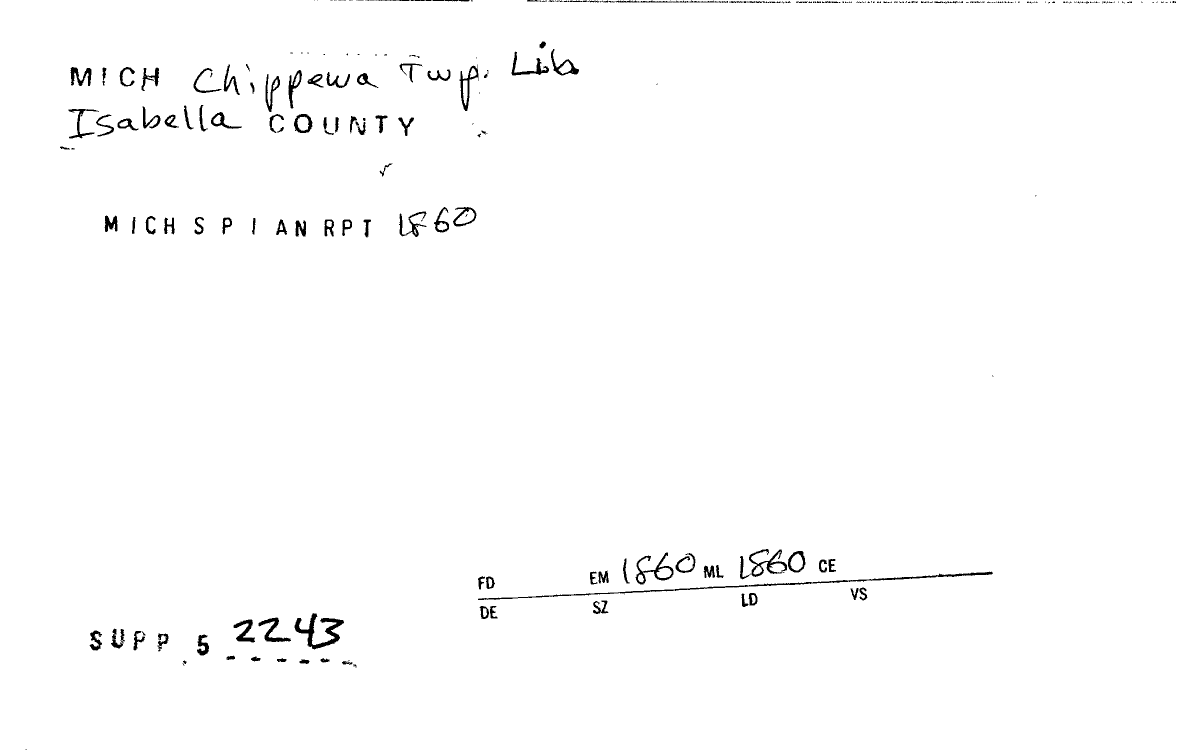 MICH Chippewa Twp. Lib
Isabella COUNTY
MICH S P I AN RPT 1860
FD EM 1860 ML 1860 CE
DE SZ LD VS
SUPP 5 2243